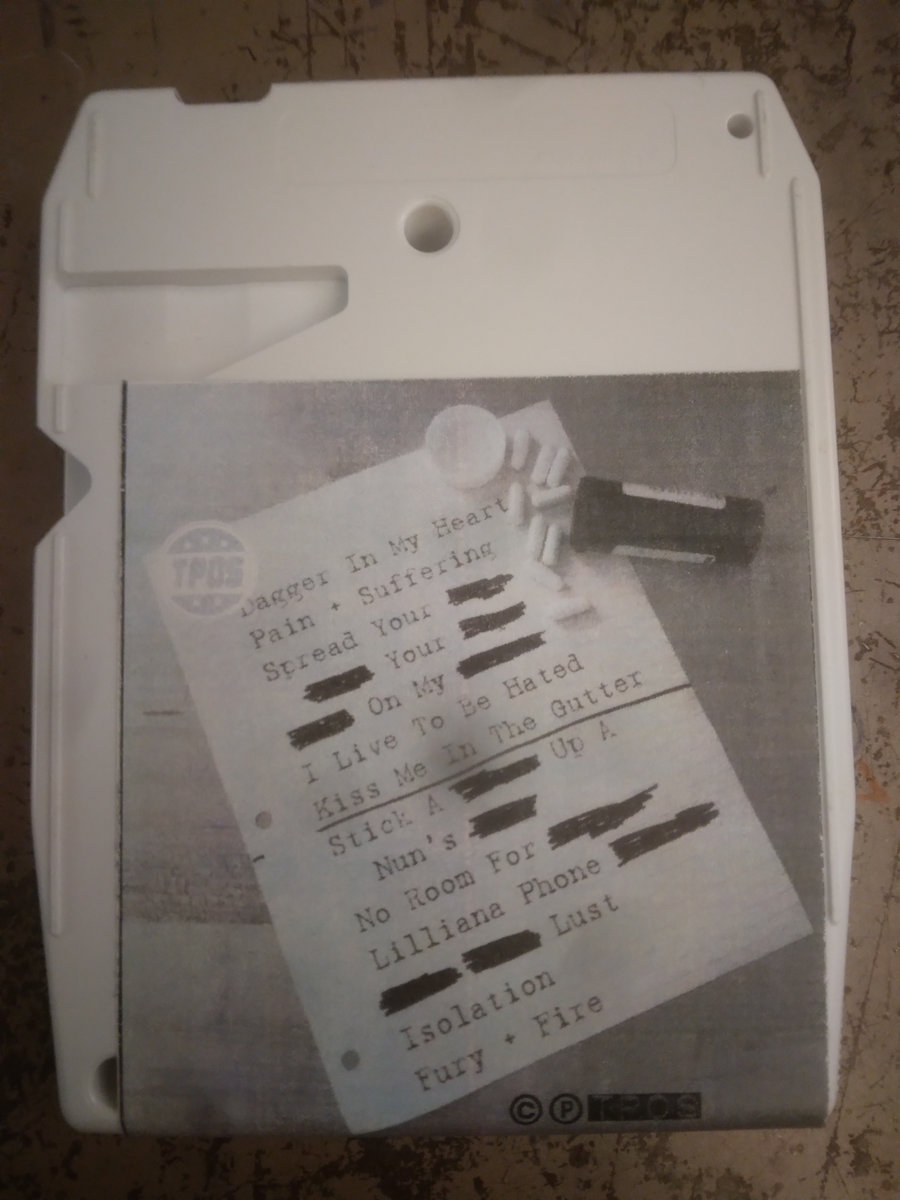 TPOS
Dagger In My Heart
Pain + Suffering
Spread Your
Your
On My
I Live To Be Hated
Kiss Me In The Gutter
Stick A Up A
Nun's
No Room For
Lilliana Phone
Lust
Isolation
Fury + Fire
© ℗ TPOS